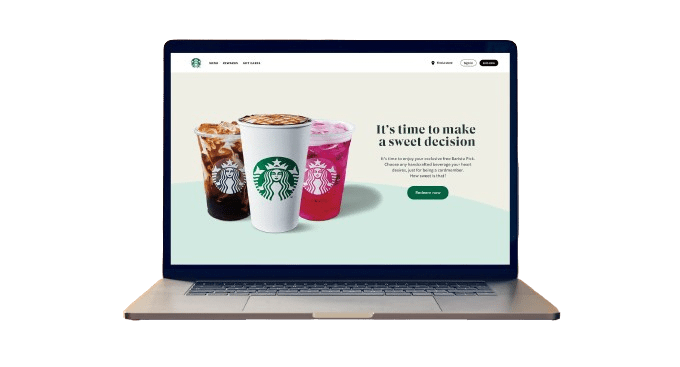 MENU REWARDS GIFT CARDS
Find a store Sign in Join now
It's time to make
a sweet decision
It's time to enjoy your exclusive free Barista Pick.
Choose any handcrafted beverage your heart
desires, just for being a cardmember.
How sweet is that?
Redeem now